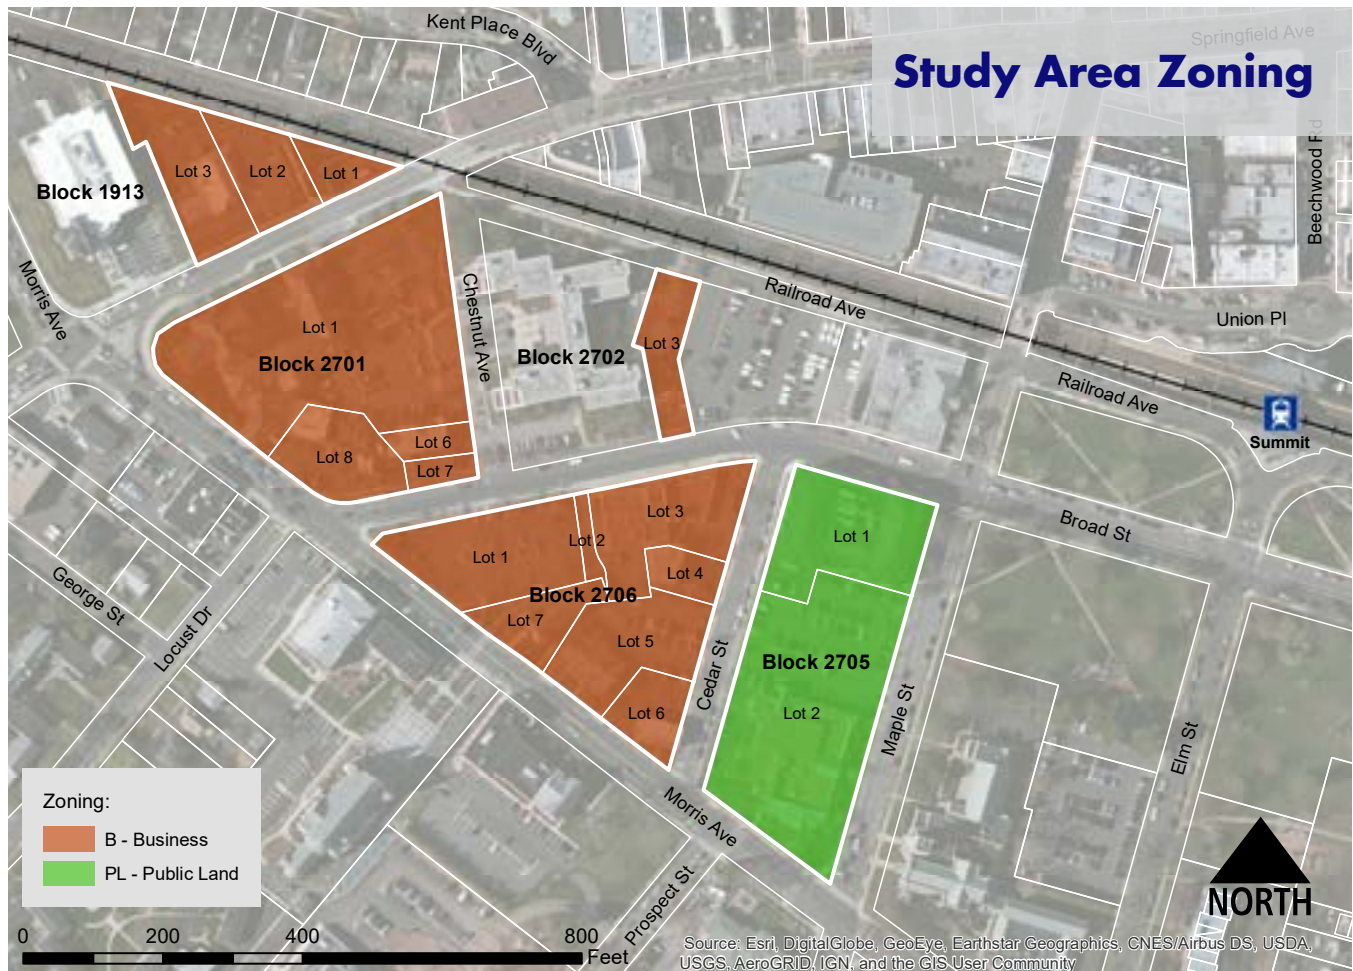 Kent Place Blvd
Springfield Ave
Study Area Zoning
Beechwood Rd
Lot 3
Lot 2
Lot 1
Block 1913
Morris Ave
Chestnut Ave
Railroad Ave
Union Pl
Lot 1
Block 2701
Block 2702
Lot 3
Railroad Ave
Summit
Lot 6
Lot 8
Lot 7
Lot 3
Lot 1
Lot 2
Lot 1
Broad St
Lot 4
Block 2706
George St
Lot 7
Lot 5
Locust Dr
Cedar St
Block 2705
Lot 6
Lot 2
Maple St
Elm St
Zoning:
B - Business
PL - Public Land
Morris Ave
Prospect St
NORTH
0 200 400 800
Feet
Source: Esri, DigitalGlobe, GeoEye, Earthstar Geographics, CNES/Airbus DS, USDA,
USGS, AeroGRID, IGN, and the GIS User Community